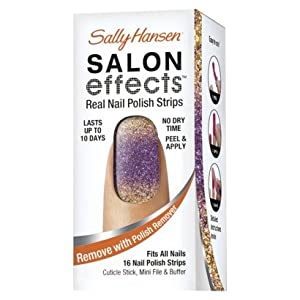 Sally Hansen
SALON
effects™
Real Nail Polish Strips
LASTS
UP TO
10 DAYS
NO DRY
TIME
PEEL &
APPLY
Remove with Polish Remover
Fits All Nails
16 Nail Polish Strips
Cuticle Stick, Mini File & Buffer